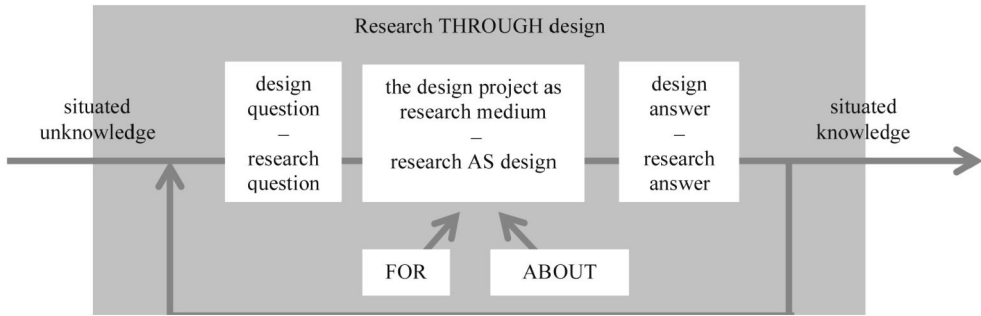 Research THROUGH design
situated
unknowledge
design
question
–
research
question
the design project as
research medium
–
research AS design
design
answer
–
research
answer
situated
knowledge
FOR
ABOUT